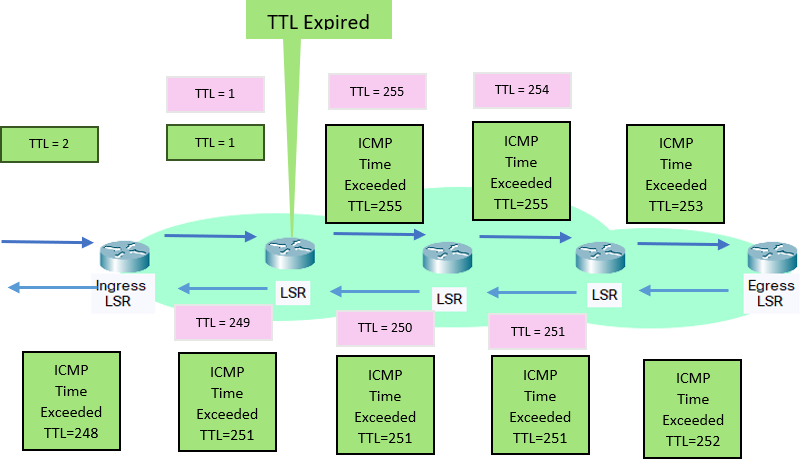 TTL Expired
TTL = 1
TTL = 255
TTL = 254
TTL = 2
TTL = 1
ICMP
Time
Exceeded
TTL=255
ICMP
Time
Exceeded
TTL=255
ICMP
Time
Exceeded
TTL=253
Ingress
LSR
LSR
LSR
LSR
Egress
LSR
TTL = 249
TTL = 250
TTL = 251
ICMP
Time
Exceeded
TTL=248
ICMP
Time
Exceeded
TTL=251
ICMP
Time
Exceeded
TTL=251
ICMP
Time
Exceeded
TTL=251
ICMP
Time
Exceeded
TTL=252